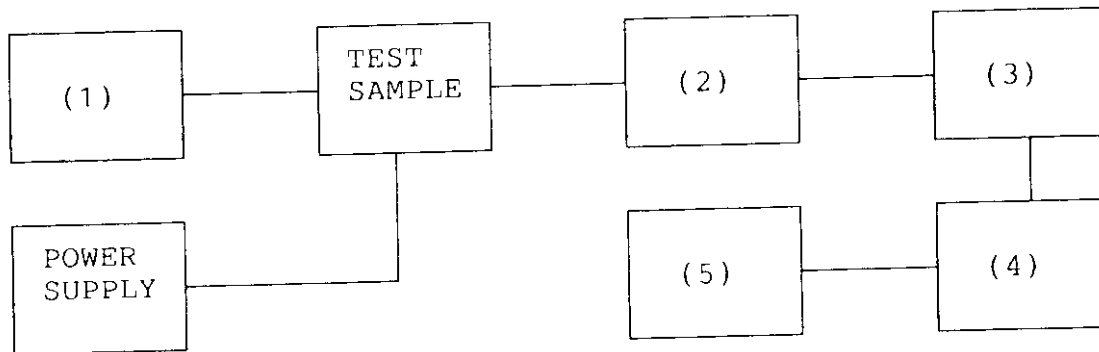 (1)
TEST
SAMPLE
(2)
(3)
POWER
SUPPLY
(5)
(4)